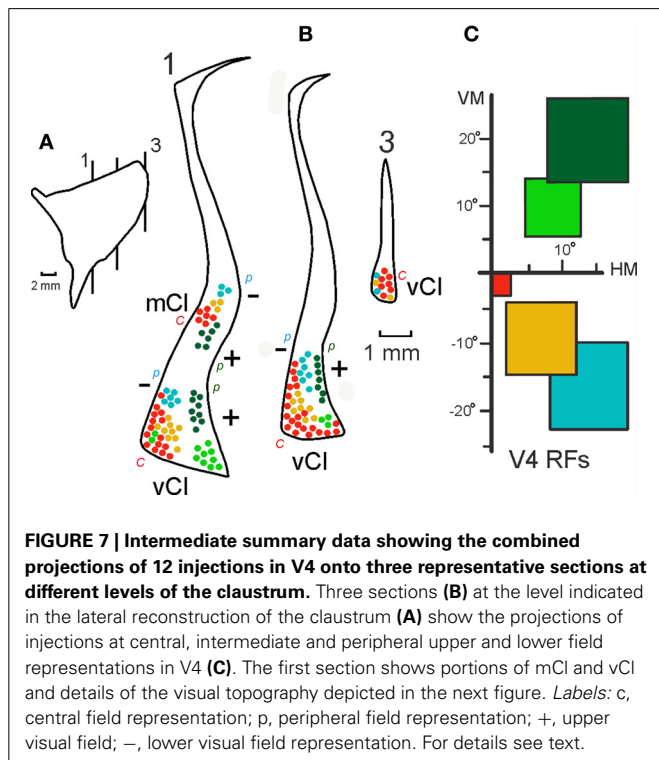 A
1
3
2 mm
1
mCl
p
−
c
p
+
p
−
+
c
vCl
B
−
p
p
+
c
vCl
3
c
vCl
1 mm
C
VM
20°
10°
10°
HM
-10°
-20°
V4 RFs
FIGURE 7 | Intermediate summary data showing the combined
projections of 12 injections in V4 onto three representative sections at
different levels of the claustrum. Three sections (B) at the level indicated
in the lateral reconstruction of the claustrum (A) show the projections of
injections at central, intermediate and peripheral upper and lower field
representations in V4 (C). The first section shows portions of mCl and vCl
and details of the visual topography depicted in the next figure. Labels: c,
central field representation; p, peripheral field representation; +, upper
visual field; −, lower visual field representation. For details see text.